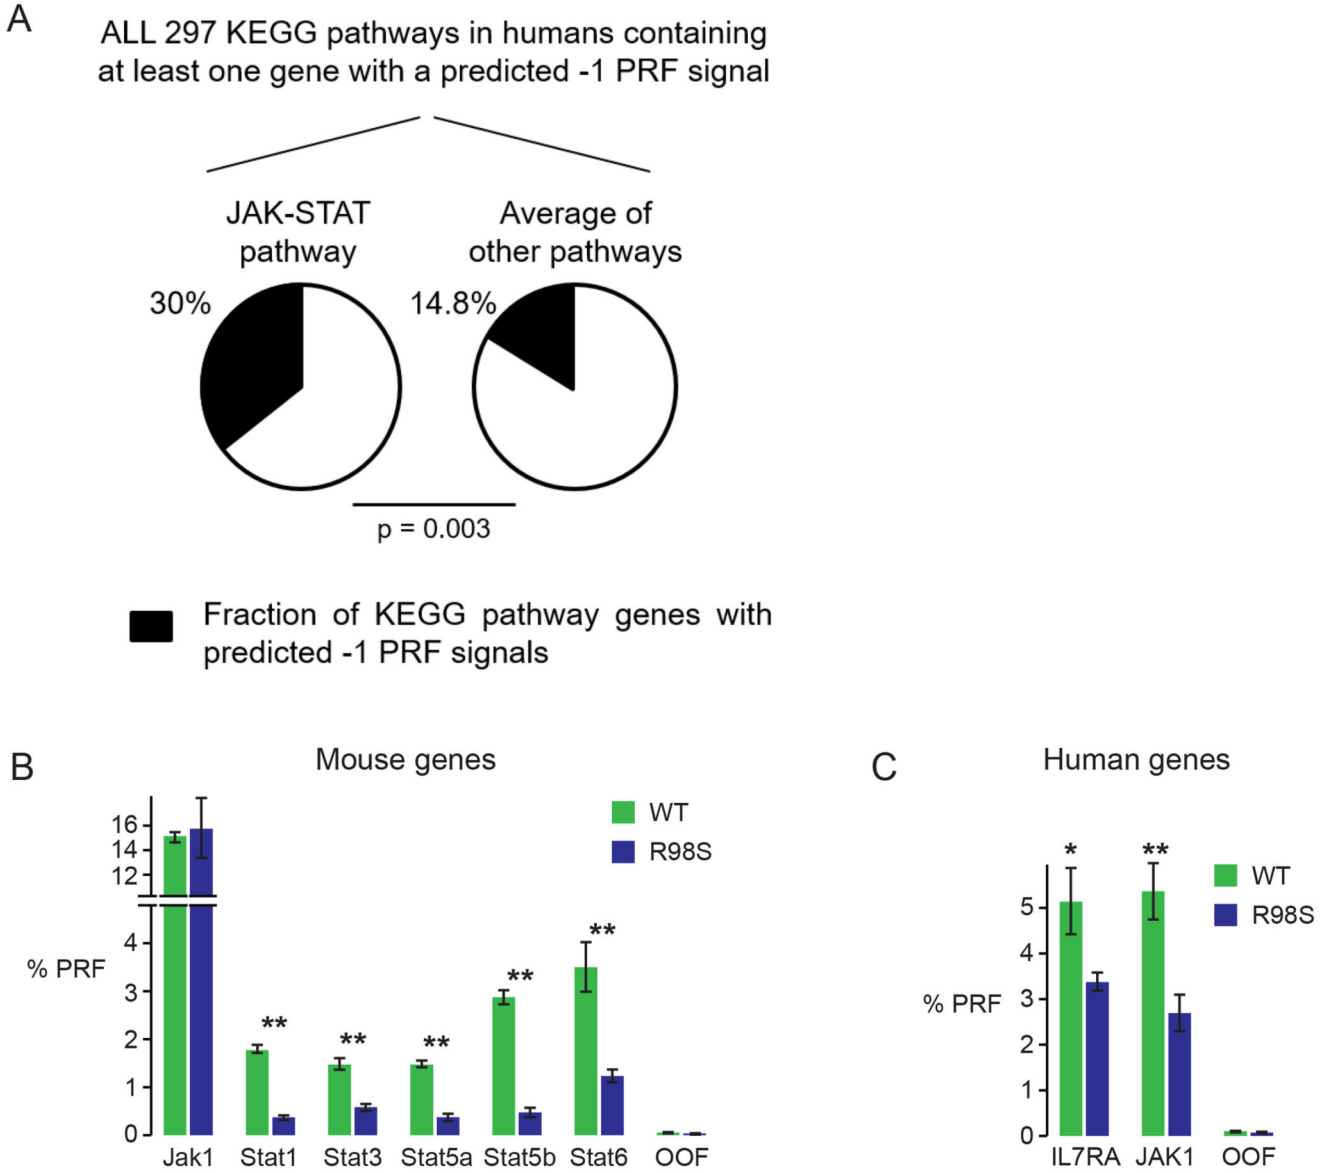 A
ALL 297 KEGG pathways in humans containing
at least one gene with a predicted -1 PRF signal
JAK-STAT
pathway
Average of
other pathways
30%
14.8%
p = 0.003
Fraction of KEGG pathway genes with
predicted -1 PRF signals
B
Mouse genes
WT
R98S
16
14
12
4
3
2
1
0
% PRF
**
**
**
**
**
Jak1 Stat1 Stat3 Stat5a Stat5b Stat6 OOF
C
Human genes
WT
R98S
* **
5
4
3
2
1
0
% PRF
IL7RA JAK1 OOF